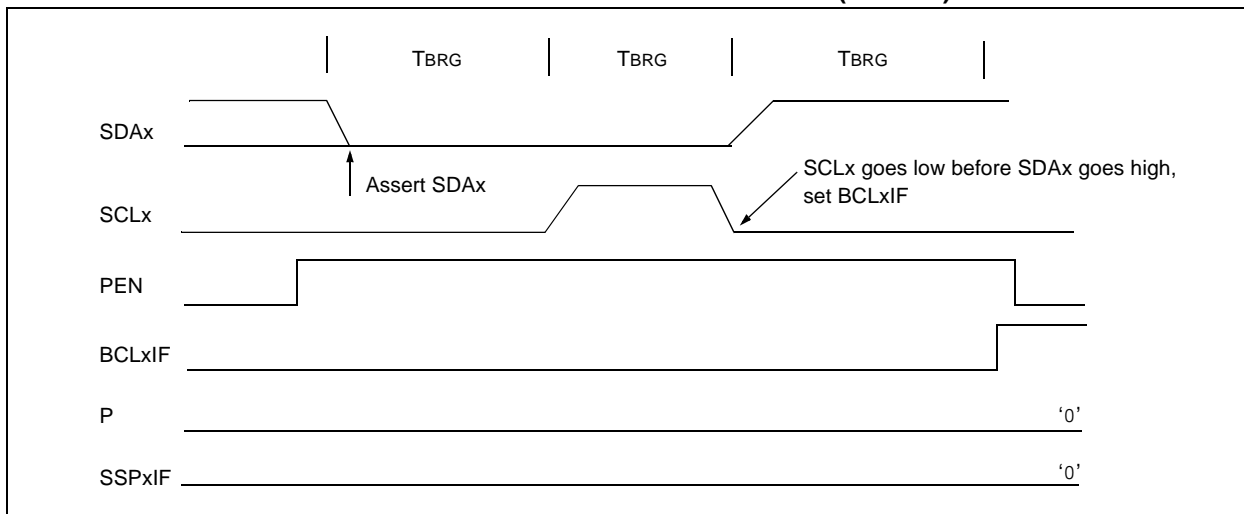 TBRG TBRG TBRG
SDAx
Assert SDAx
SCLx goes low before SDAx goes high,
set BCLxIF
SCLx
PEN
BCLxIF
P
‘0’
SSPxIF
‘0’